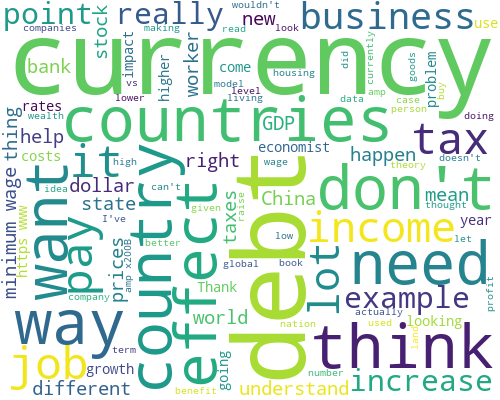 wouldn't
point
really
stock
new
business
companies
making
read
look
use
impact
vs
higher
worker
currency
come
did
currently
goods
problem
bank
lower
model
living
level
housing
data
amp
case
person
buy
doing
rates
wealth
countries
tax
help
it
GDP
costs
economist
happen
thing
minimum wage
https www
want
pay
high
idea
dollar
can't
right
wage
theory
doesn't
state
I've
given
taxes
raise
China
don't
mean
thought
year
country
effect
debt
better
low
income
let
prices
amp x200B
company
global
book
lot
need
Thank
world
nation
actually
looking
used
land
profit
example
way
think
term
going
number
job
growth
different
benefit
understand
increase